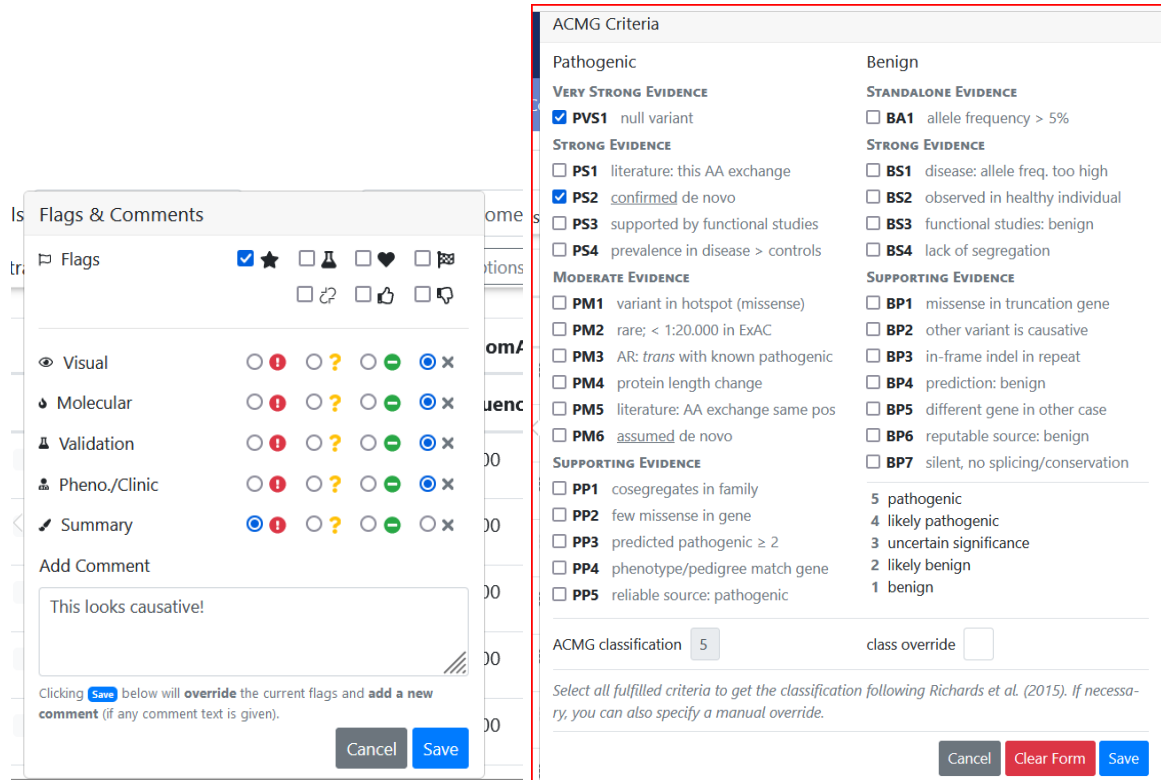 Flags & Comments
Flags
Visual
Molecular
Validation
Pheno./Clinic
Summary
Add Comment
This looks causative!
Clicking Save below will override the current flags and add a new
comment (if any comment text is given).
Cancel Save
ACMG Criteria
Pathogenic
VERY STRONG EVIDENCE
PVS1 null variant
STRONG EVIDENCE
PS1 literature: this AA exchange
PS2 confirmed de novo
PS3 supported by functional studies
PS4 prevalence in disease > controls
MODERATE EVIDENCE
PM1 variant in hotspot (missense)
PM2 rare; < 1:20.000 in ExAC
PM3 AR: trans with known pathogenic
PM4 protein length change
PM5 literature: AA exchange same pos
PM6 assumed de novo
SUPPORTING EVIDENCE
PP1 cosegregates in family
PP2 few missense in gene
PP3 predicted pathogenic ≥ 2
PP4 phenotype/pedigree match gene
PP5 reliable source: pathogenic
Benign
STANDALONE EVIDENCE
BA1 allele frequency > 5%
STRONG EVIDENCE
BS1 disease: allele freq. too high
BS2 observed in healthy individual
BS3 functional studies: benign
BS4 lack of segregation
SUPPORTING EVIDENCE
BP1 missense in truncation gene
BP2 other variant is causative
BP3 in-frame indel in repeat
BP4 prediction: benign
BP5 different gene in other case
BP6 reputable source: benign
BP7 silent, no splicing/conservation
5 pathogenic
4 likely pathogenic
3 uncertain significance
2 likely benign
1 benign
ACMG classification 5
class override
Select all fulfilled criteria to get the classification following Richards et al. (2015). If necessa-
ry, you can also specify a manual override.
Cancel Clear Form Save